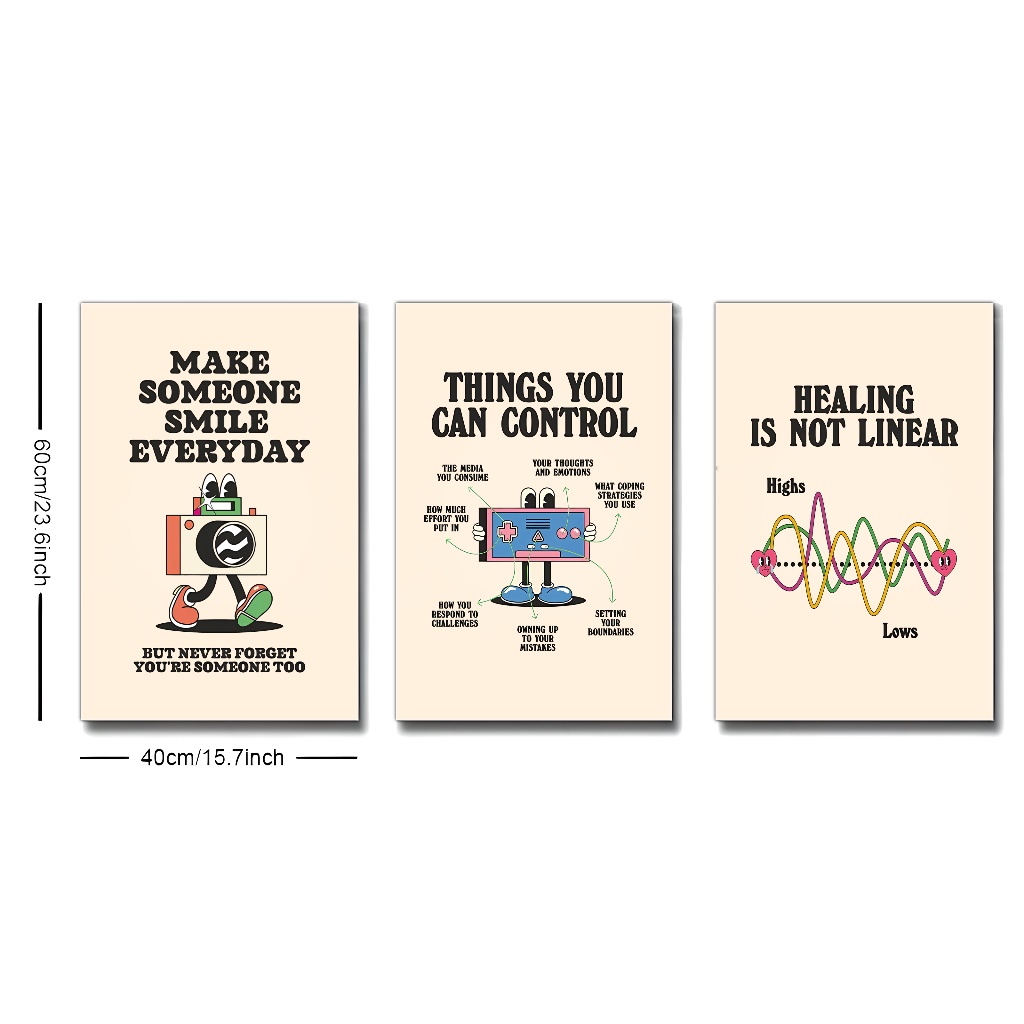 60cm/23.6inch
MAKE
SOMEONE
SMILE
EVERYDAY
BUT NEVER FORGET
YOU'RE SOMEONE TOO
40cm/15.7inch
THINGS YOU
CAN CONTROL
THE MEDIA
YOU CONSUME
YOUR THOUGHTS
AND EMOTIONS
WHAT COPING
STRATEGIES
YOU USE
HOW MUCH
EFFORT YOU
PUT IN
HOW YOU
RESPOND TO
CHALLENGES
OWNING UP
TO YOUR
MISTAKES
SETTING
YOUR
BOUNDARIES
HEALING
IS NOT LINEAR
Highs
Lows